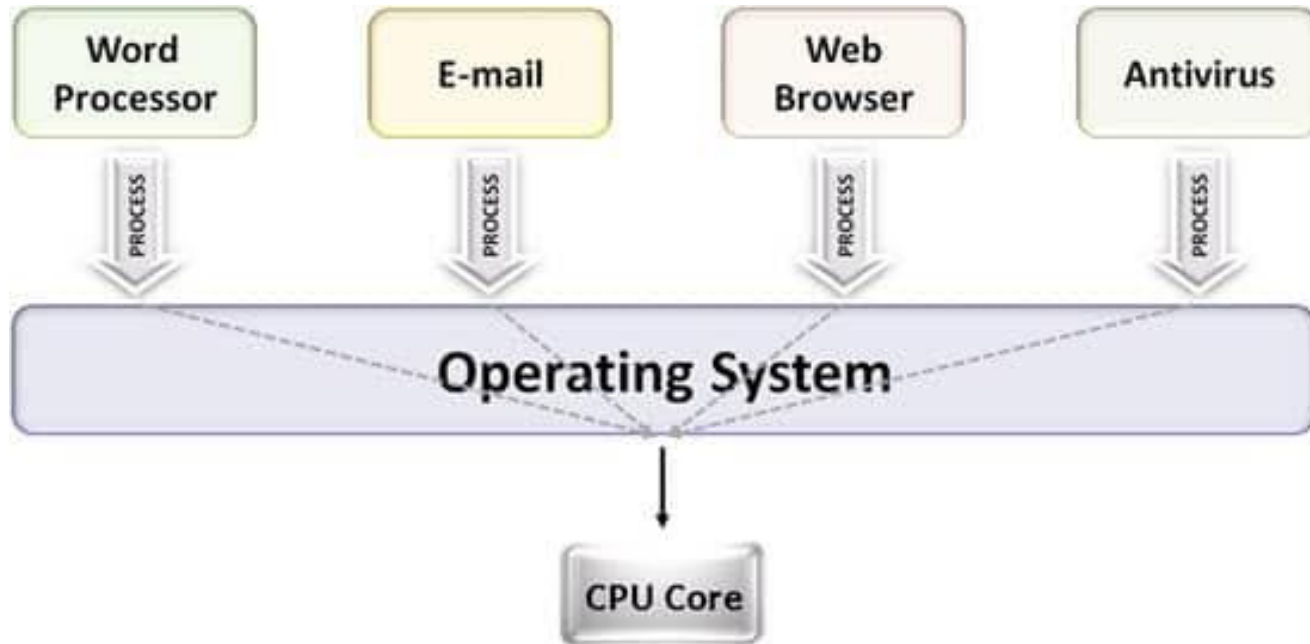 Word
Processor
E-mail
Web
Browser
Antivirus
PROCESS
PROCESS
PROCESS
PROCESS
Operating System
CPU Core